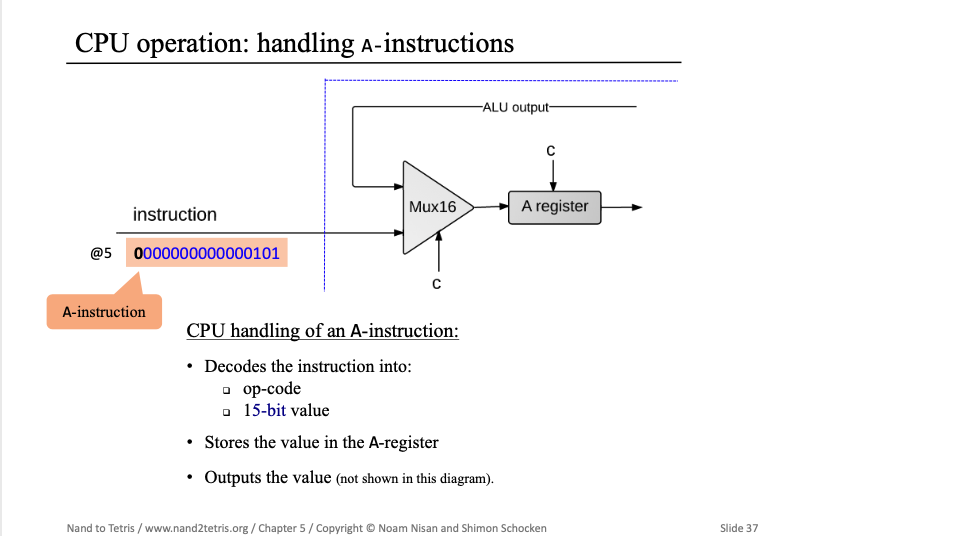 CPU operation: handling A-instructions
ALU output
C
Mux16
A register
instruction
@5 0000000000000101
C
A-instruction
CPU handling of an A-instruction:
• Decodes the instruction into:
❑ op-code
❑ 15-bit value
• Stores the value in the A-register
• Outputs the value (not shown in this diagram).
Nand to Tetris / www.nand2tetris.org / Chapter 5 / Copyright © Noam Nisan and Shimon Schocken
Slide 37